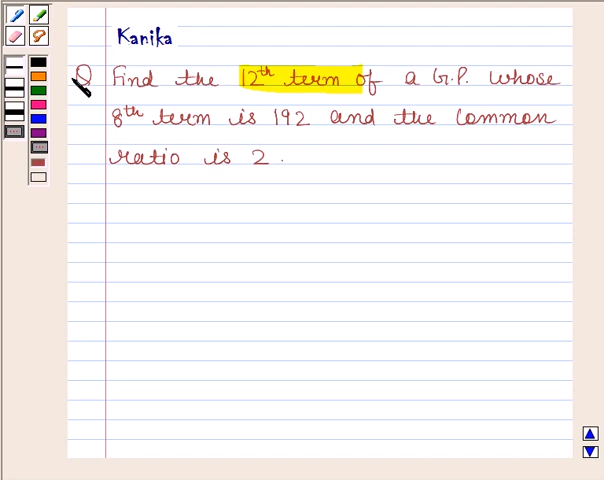 Kanika
Q Find the 12th term of a G.P. whose
8th term is 192 and the common
ratio is 2.